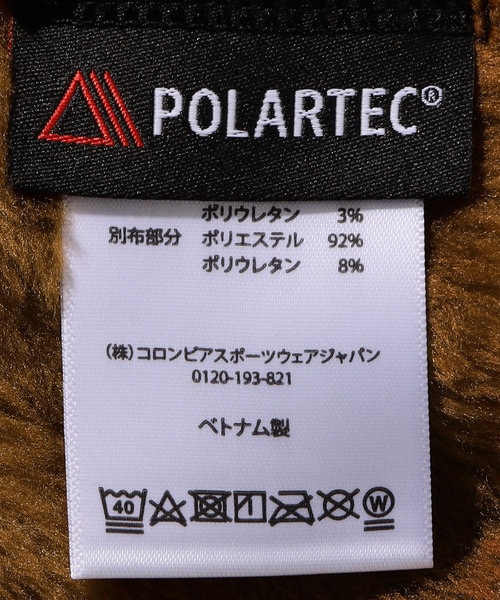 POLARTEC®
ポリウレタン 3%
別布部分 ポリエステル 92%
ポリウレタン 8%
(株)コロンビアスポーツウェアジャパン
0120-193-821
ベトナム製
40 W